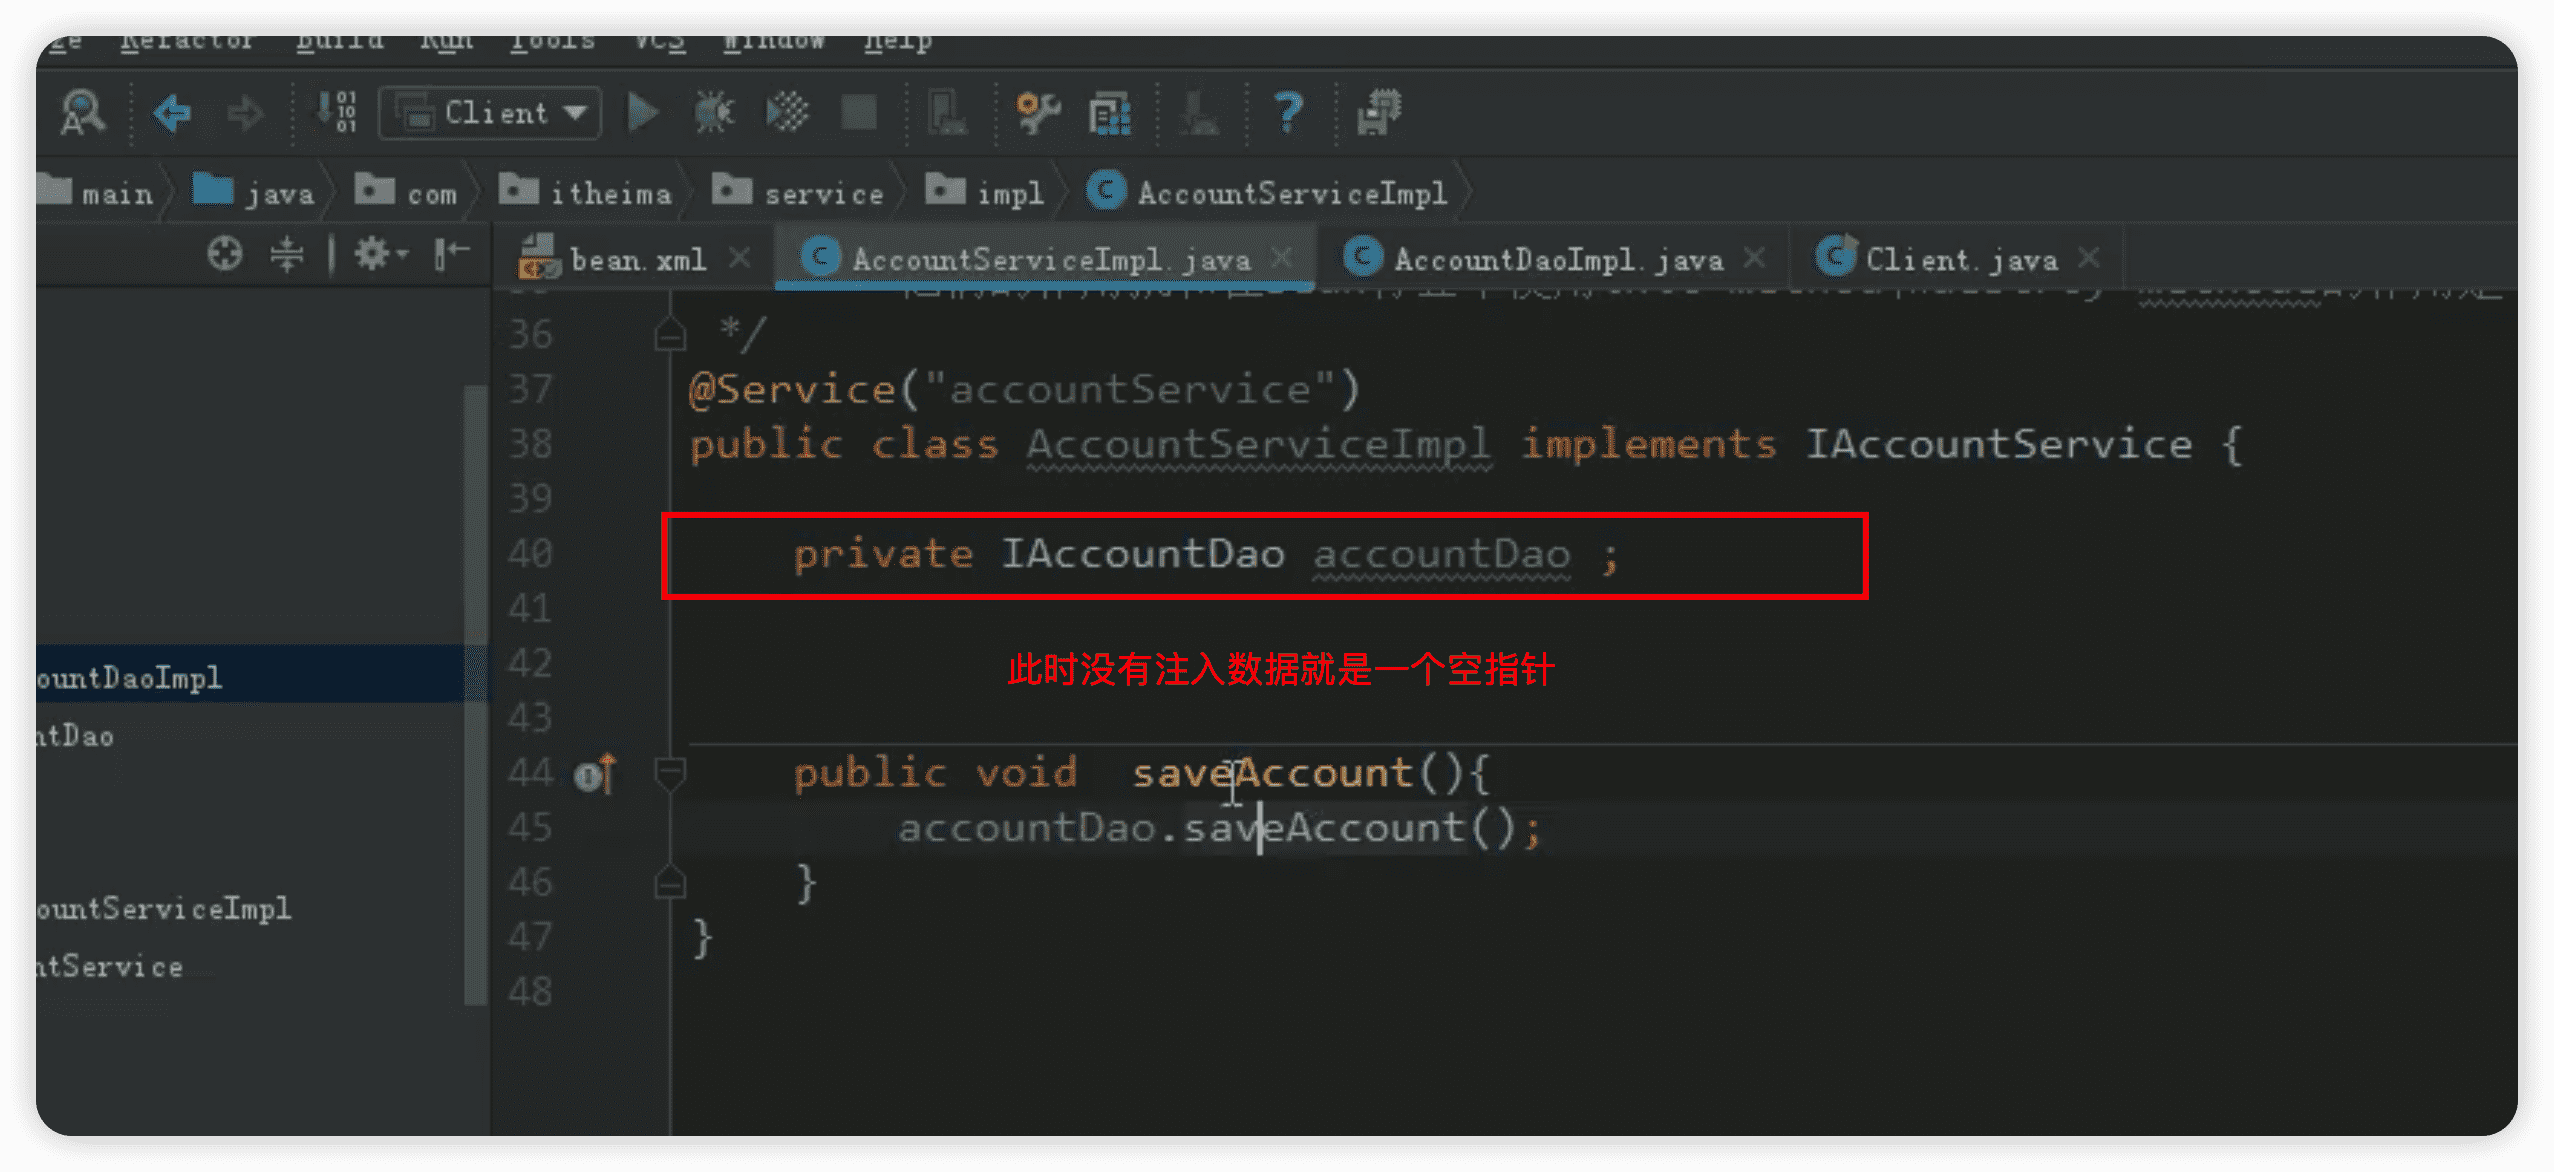 Refactor Build Run Tools VCS Window Help
Client
main java com itheima service impl AccountServiceImpl
bean.xml AccountServiceImpl.java AccountDaoImpl.java Client.java
36 */
37 @Service("accountService")
38 public class AccountServiceImpl implements IAccountService {
39
40 private IAccountDao accountDao ;
41
42 此时没有注入数据就是一个空指针
43
44 public void saveAccount(){
45 accountDao.saveAccount();
46 }
47 }
48
ountDaoImpl
ntDao
ountServiceImpl
ntService